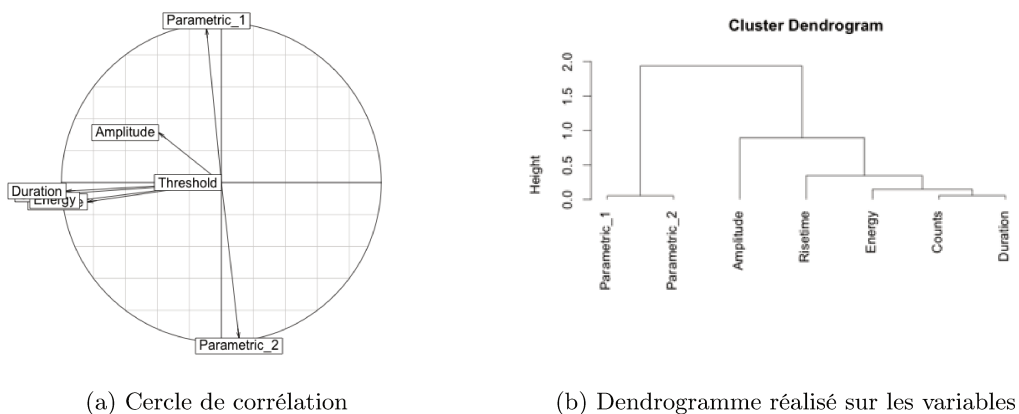 Parametric_1
Amplitude
Threshold
Duration
Energy
Parametric_2
(a) Cercle de corrélation
Cluster Dendrogram
Height
0.0 0.5 1.0 1.5 2.0
Parametric_1
Parametric_2
Amplitude
Risetime
Energy
Counts
Duration
(b) Dendrogramme réalisé sur les variables